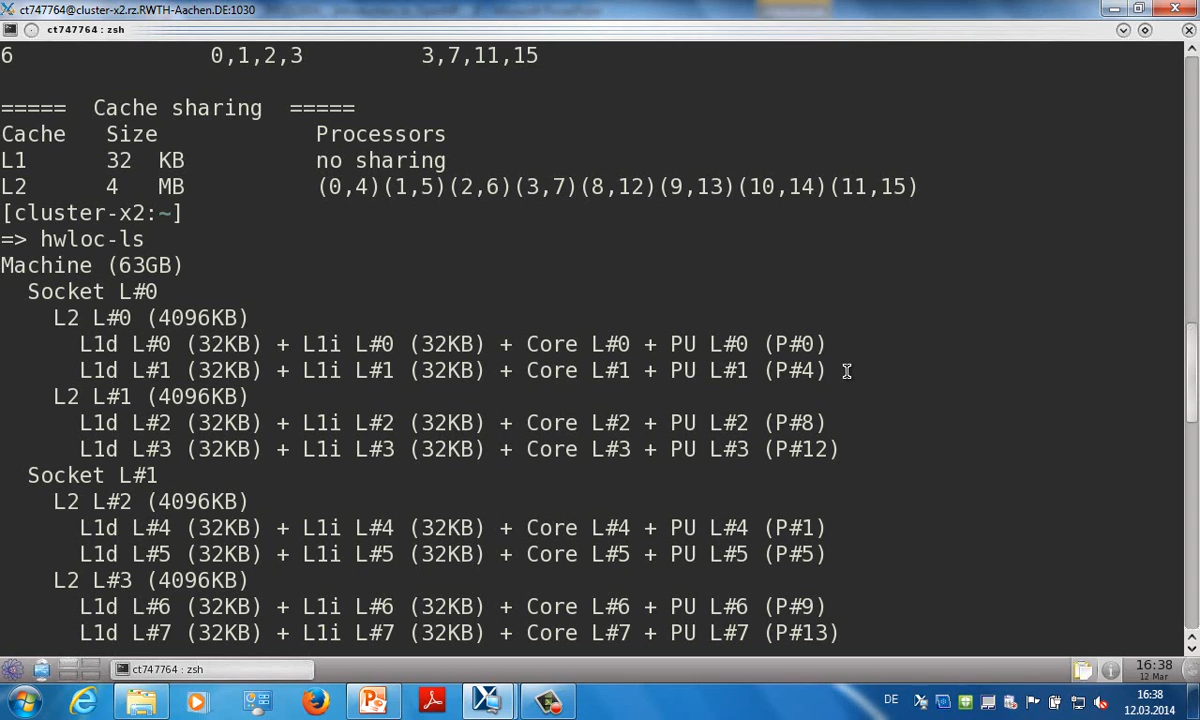 ct747764@cluster-x2.rz.RWTH-Aachen.DE:1030
ct747764 : zsh
6 0,1,2,3 3,7,11,15
===== Cache sharing =====
Cache Size Processors
L1 32 KB no sharing
L2 4 MB (0,4)(1,5)(2,6)(3,7)(8,12)(9,13)(10,14)(11,15)
[cluster-x2:~]
=> hwloc-ls
Machine (63GB)
Socket L#0
L2 L#0 (4096KB)
L1d L#0 (32KB) + L1i L#0 (32KB) + Core L#0 + PU L#0 (P#0)
L1d L#1 (32KB) + L1i L#1 (32KB) + Core L#1 + PU L#1 (P#4)
L2 L#1 (4096KB)
L1d L#2 (32KB) + L1i L#2 (32KB) + Core L#2 + PU L#2 (P#8)
L1d L#3 (32KB) + L1i L#3 (32KB) + Core L#3 + PU L#3 (P#12)
Socket L#1
L2 L#2 (4096KB)
L1d L#4 (32KB) + L1i L#4 (32KB) + Core L#4 + PU L#4 (P#1)
L1d L#5 (32KB) + L1i L#5 (32KB) + Core L#5 + PU L#5 (P#5)
L2 L#3 (4096KB)
L1d L#6 (32KB) + L1i L#6 (32KB) + Core L#6 + PU L#6 (P#9)
L1d L#7 (32KB) + L1i L#7 (32KB) + Core L#7 + PU L#7 (P#13)
ct747764 : zsh
16:38
12 Mar
DE
16:38
12.03.2014